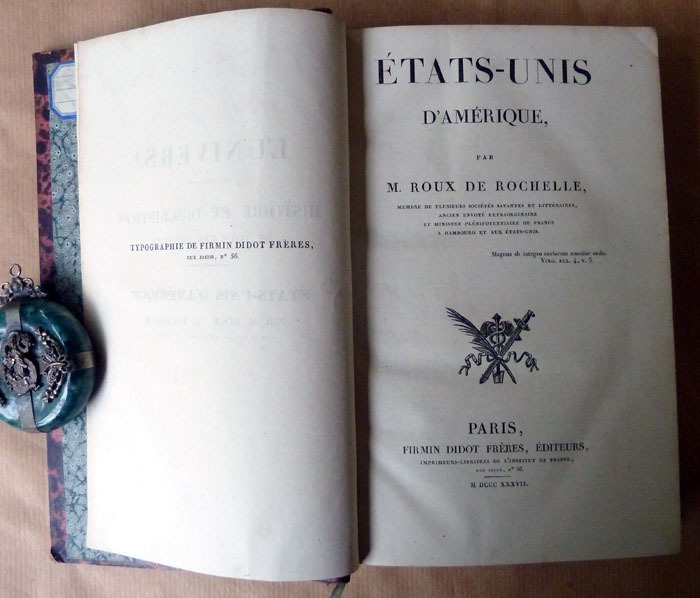 TYPOGRAPHIE DE FIRMIN DIDOT FRÈRES,
RUE JACOB, Nº 56.
ÉTATS-UNIS
D'AMÉRIQUE,
PAR
M. ROUX DE ROCHELLE,
MEMBRE DE PLUSIEURS SOCIÉTÉS SAVANTES ET LITTÉRAIRES,
ANCIEN ENVOYÉ EXTRAORDINAIRE
ET MINISTRE PLÉNIPOTENTIAIRE DE FRANCE
A HAMBOURG ET AUX ÉTATS-UNIS.
Magnus ab integro seclorum nascitur ordo.
VIRG. ECL. 4, V. 5.
PARIS,
FIRMIN DIDOT FRÈRES, ÉDITEURS,
IMPRIMEURS-LIBRAIRES DE L'INSTITUT DE FRANCE,
RUE JACOB, Nº 56.
M DCCC XXXVII.